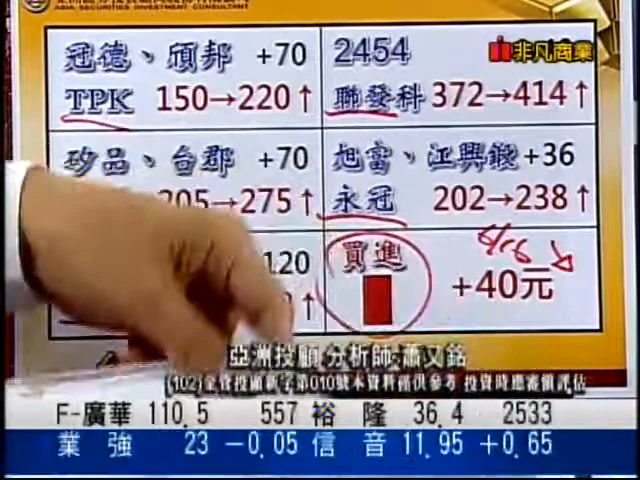 ASIA SECURITIES INVESTMENT CONSULTANT
非凡商業
冠德、頎邦 +70
TPK 150→220↑
2454
聯發科 372→414↑
矽品、台郡 +70
205→275↑
旭富、江興鍛 +36
永冠 202→238↑
120
↑
買進
+40元
亞洲投顧 分析師:蕭又銘
(102)金管投顧新字第010號本資料僅供參考 投資時應審慎評估
F-廣華 110.5 557 裕隆 36.4 2533
業強 23 -0.05 信音 11.95 +0.65